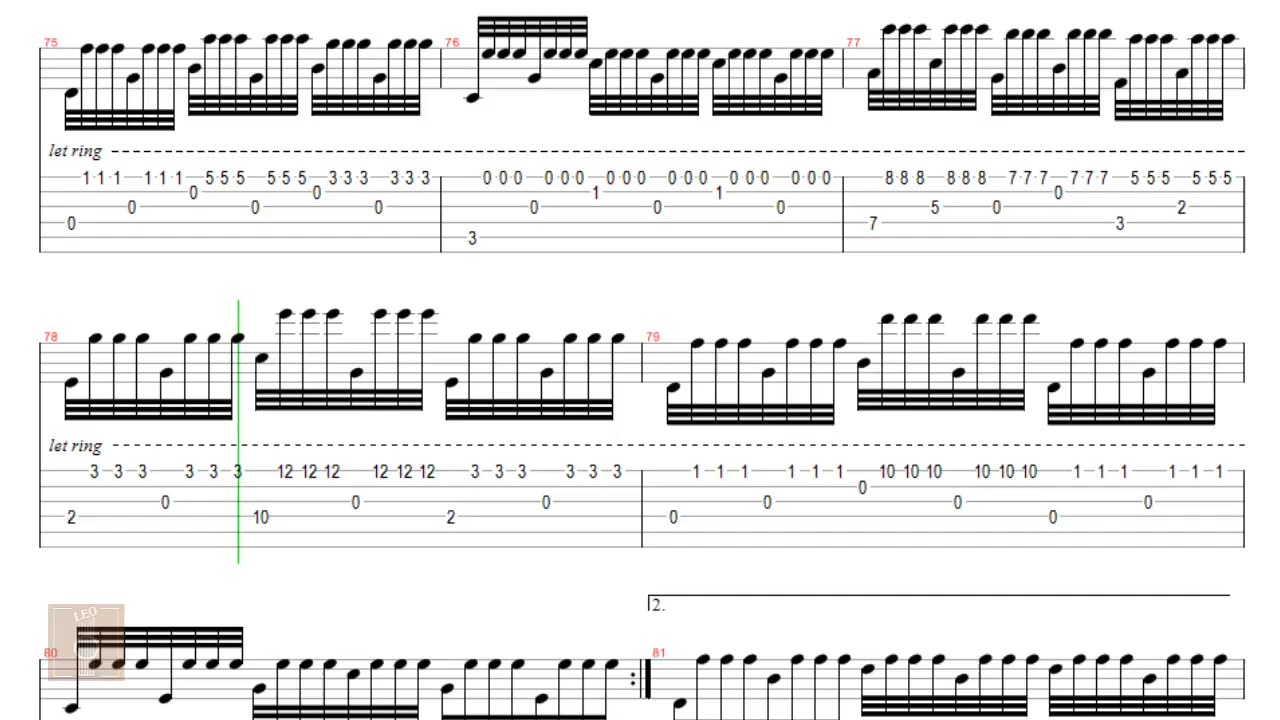 75 76 77
let ring
1 1 1 1 1 1 5 5 5 5 5 5 3 3 3 3 3 3 0 0 0 0 0 0 0 0 0 0 0 0 0 0 0 0 0 0 8 8 8 8 8 8 7 7 7 7 7 7 5 5 5 5 5 5
0 0 1 1 0
0 0 0 0 0 0 5 0 2
0 7 3
3
78 79
let ring
3 3 3 3 3 3 12 12 12 12 12 12 3 3 3 3 3 3 1 1 1 1 1 1 10 10 10 10 10 10 1 1 1 1 1 1
0
0 0 0 0 0 0
2 10 2 0 0
2.
LEO
80 81